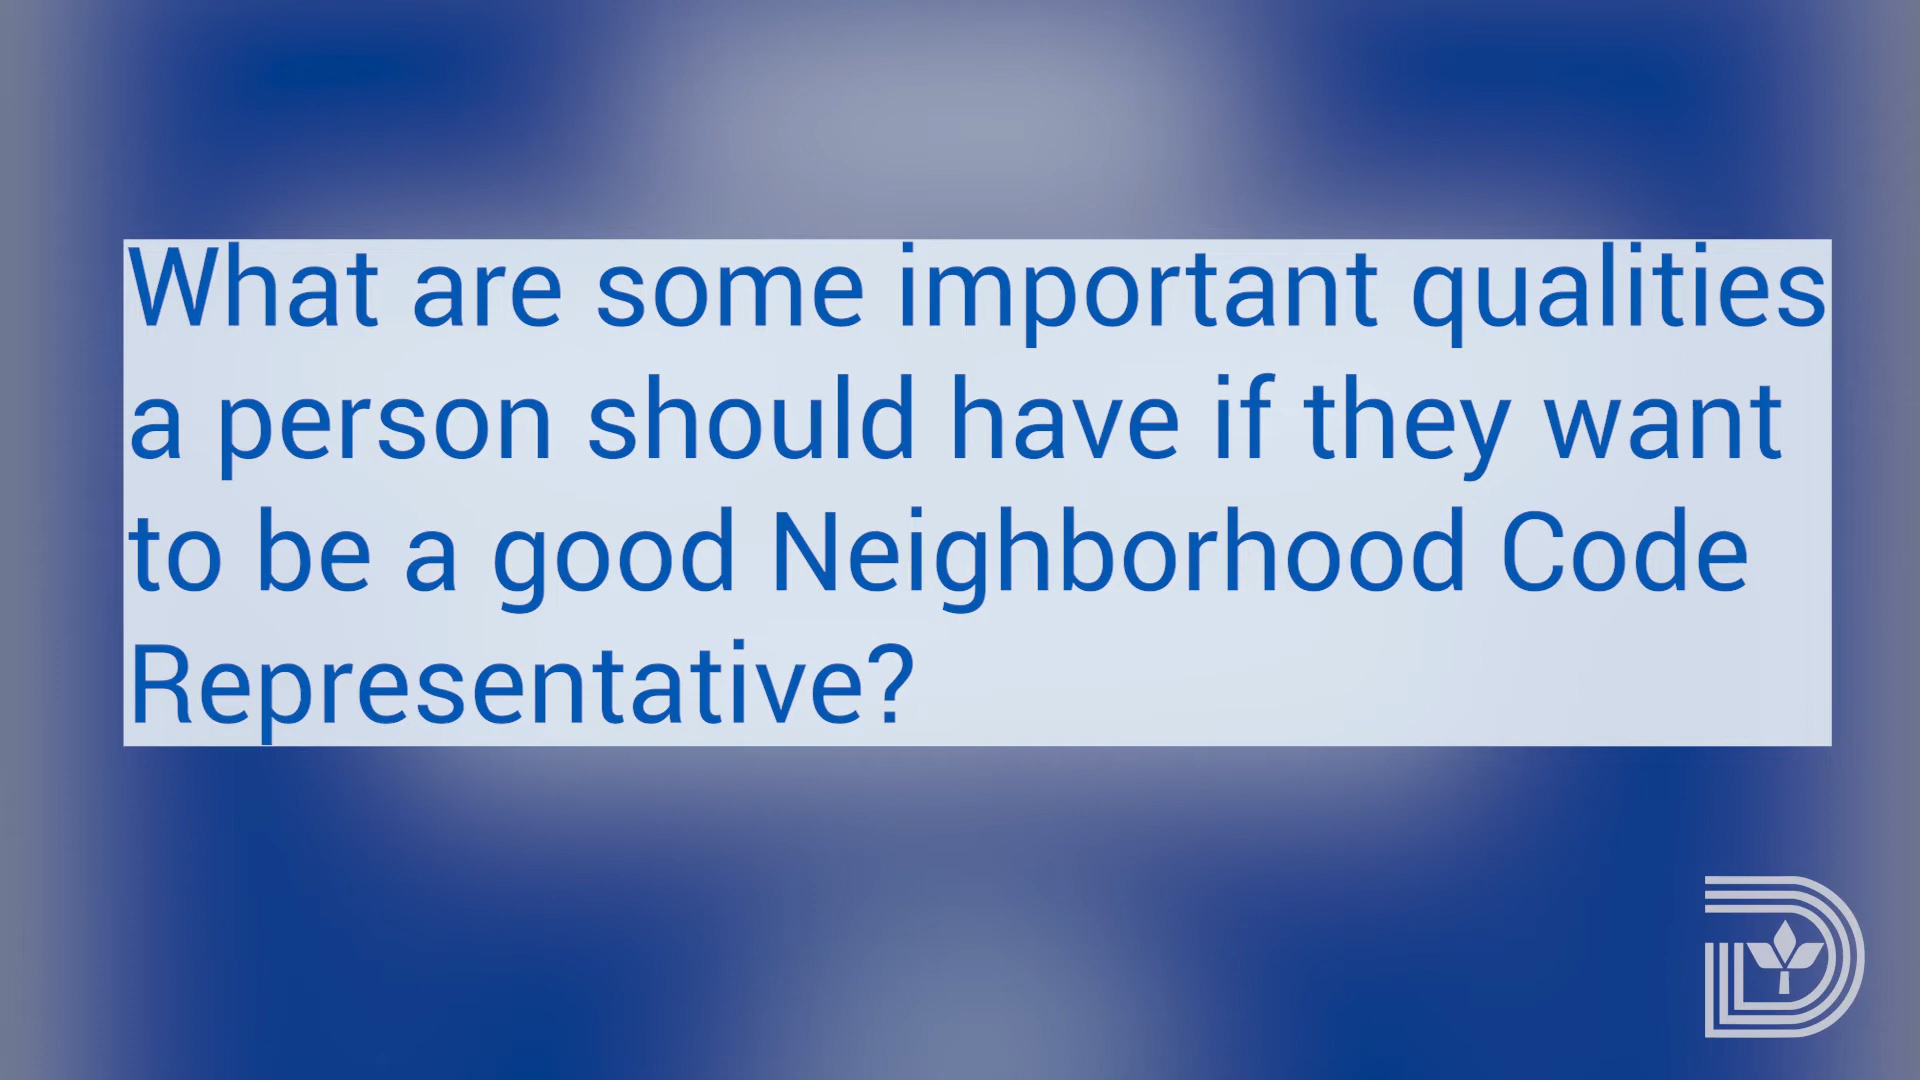 What are some important qualities
a person should have if they want
to be a good Neighborhood Code
Representative?